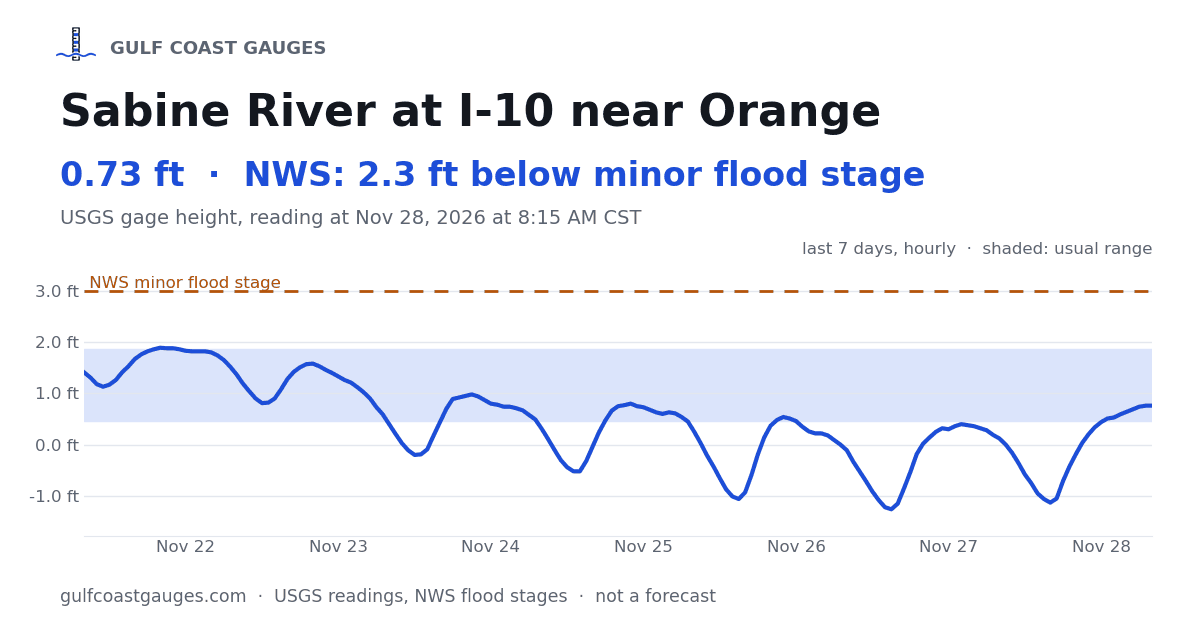 GULF COAST GAUGES
Sabine River at I-10 near Orange
0.73 ft · NWS: 2.3 ft below minor flood stage
USGS gage height, reading at Nov 28, 2026 at 8:15 AM CST
last 7 days, hourly · shaded: usual range
NWS minor flood stage
3.0 ft
2.0 ft
1.0 ft
0.0 ft
-1.0 ft
Nov 22 Nov 23 Nov 24 Nov 25 Nov 26 Nov 27 Nov 28
gulfcoastgauges.com · USGS readings, NWS flood stages · not a forecast